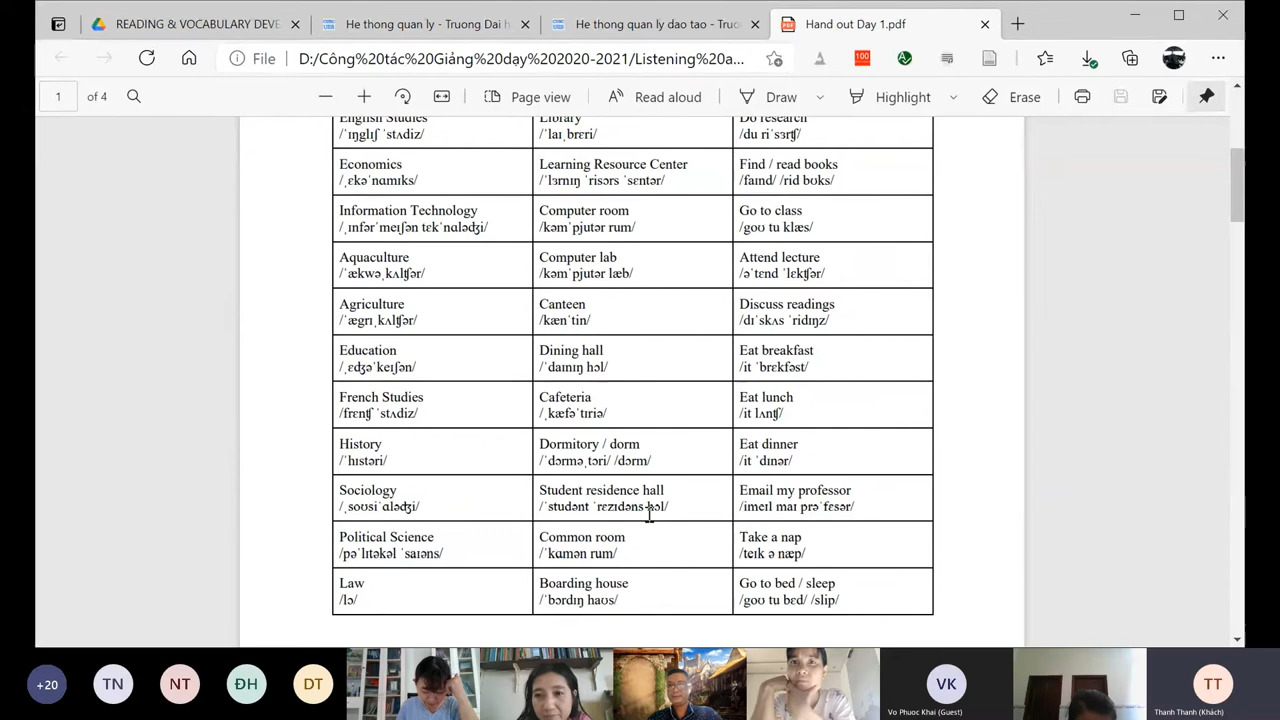 READING & VOCABULARY DEVE
He thong quan ly - Truong Dai h
He thong quan ly dao tao - Truong
Hand out Day 1.pdf
File
D:/Công%20tác%20Giảng%20dạy%202020-2021/Listening%20a...
100
1
of 4
Page view
Read aloud
Draw
Highlight
Erase
English Studies
/ˈɪŋglɪʃ ˈstʌdiz/
Library
/ˈlaɪˌbrɛri/
Do research
/du riˈsɜrʧ/
Economics
/ˌɛkəˈnɑmɪks/
Learning Resource Center
/ˈlɜrnɪŋ ˈrisɔrs ˈsɛntər/
Find / read books
/faɪnd/ /rid bʊks/
Information Technology
/ˌɪnfərˈmeɪʃən tɛkˈnɑləʤi/
Computer room
/kəmˈpjutər rum/
Go to class
/goʊ tu klæs/
Aquaculture
/ˈækwəˌkʌlʧər/
Computer lab
/kəmˈpjutər læb/
Attend lecture
/əˈtɛnd ˈlɛkʧər/
Agriculture
/ˈægrɪˌkʌlʧər/
Canteen
/kænˈtin/
Discuss readings
/dɪˈskʌs ˈridɪŋz/
Education
/ˌɛʤəˈkeɪʃən/
Dining hall
/ˈdaɪnɪŋ hɔl/
Eat breakfast
/it ˈbrɛkfəst/
French Studies
/frɛnʧ ˈstʌdiz/
Cafeteria
/ˌkæfəˈtɪriə/
Eat lunch
/it lʌnʧ/
History
/ˈhɪstəri/
Dormitory / dorm
/ˈdɔrməˌtɔri/ /dɔrm/
Eat dinner
/it ˈdɪnər/
Sociology
/ˌsoʊsiˈɑləʤi/
Student residence hall
/ˈstudənt ˈrɛzɪdəns hɔl/
Email my professor
/imeɪl maɪ prəˈfɛsər/
Political Science
/pəˈlɪtəkəl ˈsaɪəns/
Common room
/ˈkɑmən rum/
Take a nap
/teɪk ə næp/
Law
/lɔ/
Boarding house
/ˈbɔrdɪŋ haʊs/
Go to bed / sleep
/goʊ tu bɛd/ /slip/
+20
TN
NT
ĐH
DT
VK
Vo Phuoc Khai (Guest)
TT
Thanh Thanh (Khách)